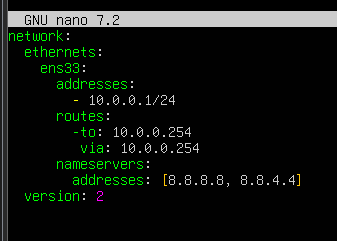 GNU nano 7.2
network:
  ethernets:
    ens33:
      addresses:
        - 10.0.0.1/24
      routes:
        -to: 10.0.0.254
         via: 10.0.0.254
      nameservers:
        addresses: [8.8.8.8, 8.8.4.4]
  version: 2